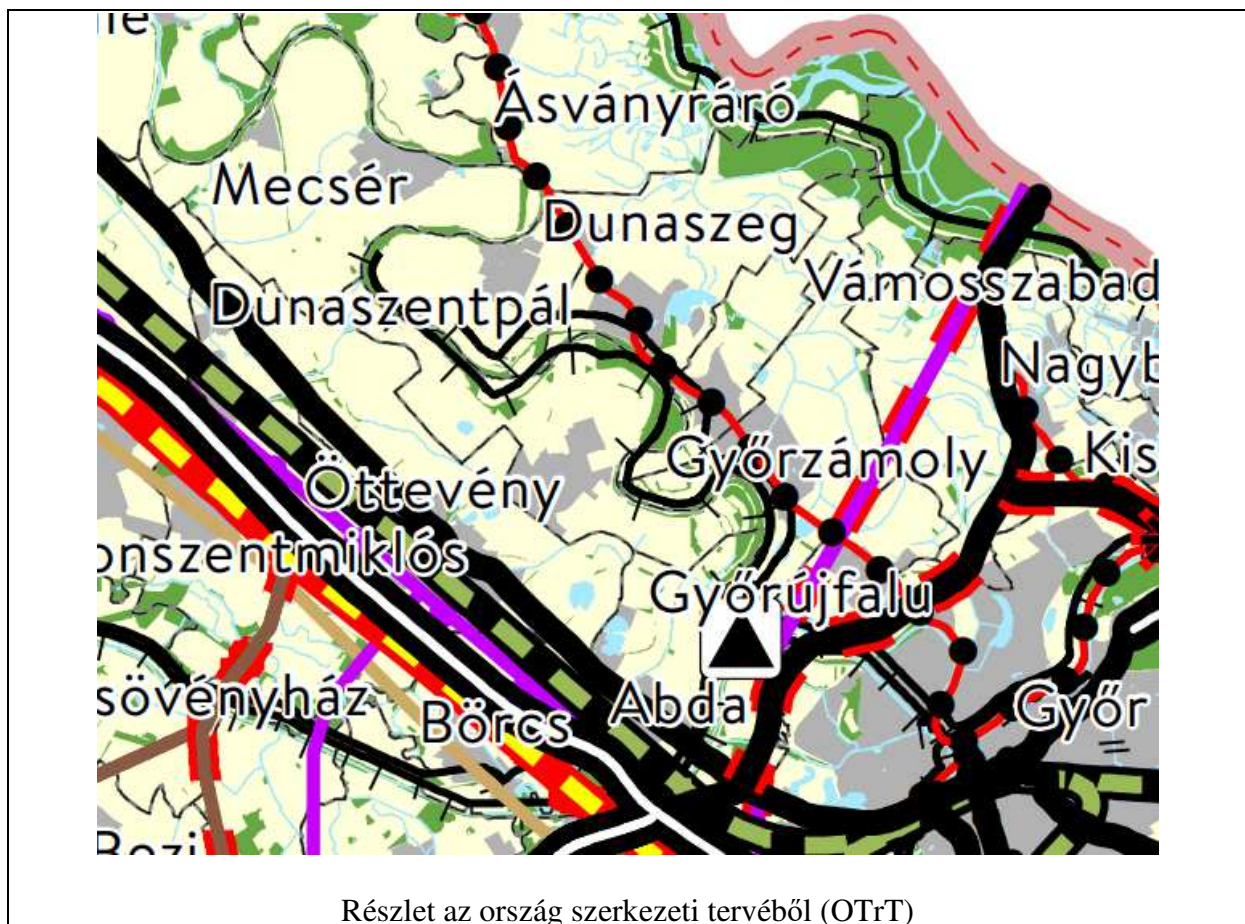 Ásványráró
Mecsér
Dunaszeg
Vámosszabad
Dunaszentpál
Nagyb
Győrzámoly
Kis
Öttevény
onszentmiklós
Győrújfalu
sövényház
Börcs
Abda
Győr
Részlet az ország szerkezeti tervéből (OTrT)